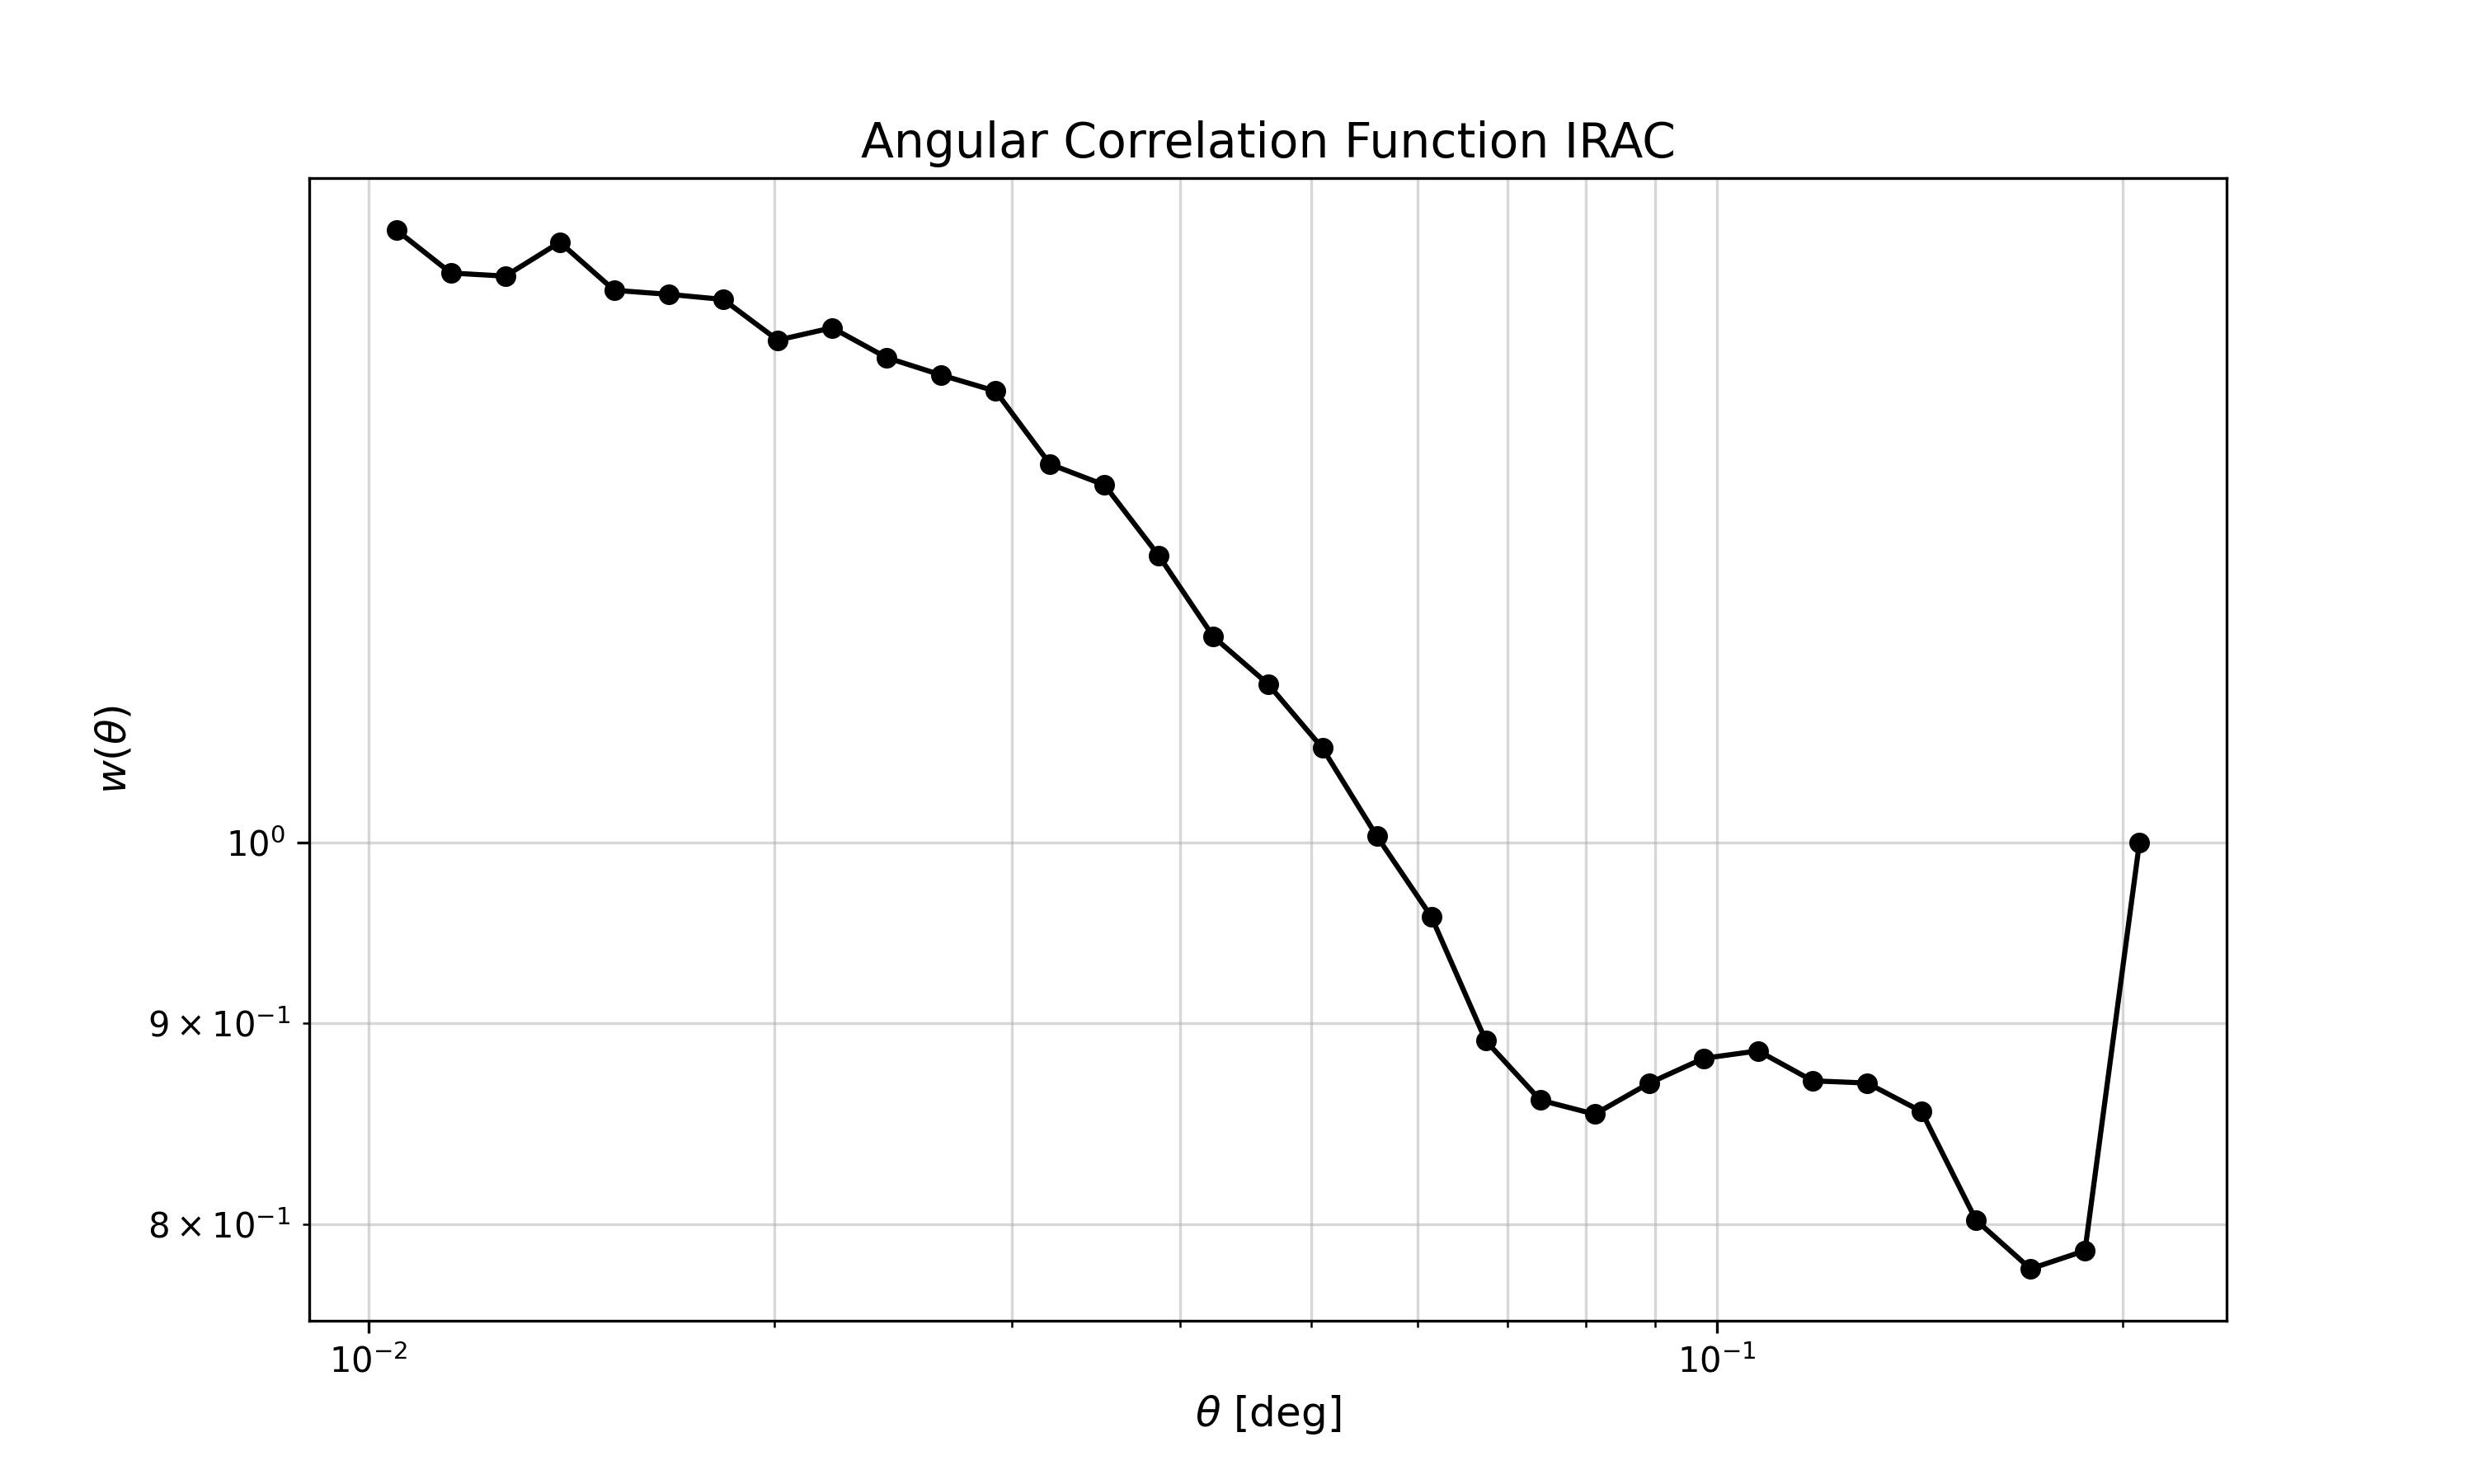 Angular Correlation Function IRAC
w(θ)
10⁰
9 × 10⁻¹
8 × 10⁻¹
10⁻² 10⁻¹
θ [deg]